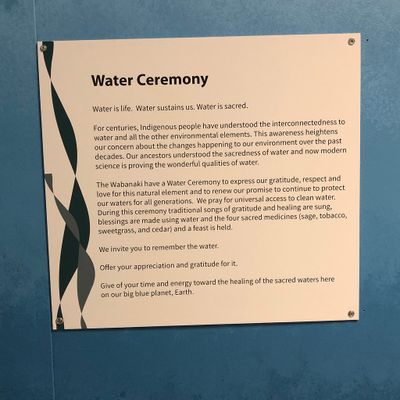 Water Ceremony
Water is life. Water sustains us. Water is sacred.
For centuries, Indigenous people have understood the interconnectedness to
water and all the other environmental elements. This awareness heightens
our concern about the changes happening to our environment over the past
decades. Our ancestors understood the sacredness of water and now modern
science is proving the wonderful qualities of water.
The Wabanaki have a Water Ceremony to express our gratitude, respect and
love for this natural element and to renew our promise to continue to protect
our waters for all generations. We pray for universal access to clean water.
During this ceremony traditional songs of gratitude and healing are sung,
blessings are made using water and the four sacred medicines (sage, tobacco,
sweetgrass, and cedar) and a feast is held.
We invite you to remember the water.
Offer your appreciation and gratitude for it.
Give of your time and energy toward the healing of the sacred waters here
on our big blue planet, Earth.